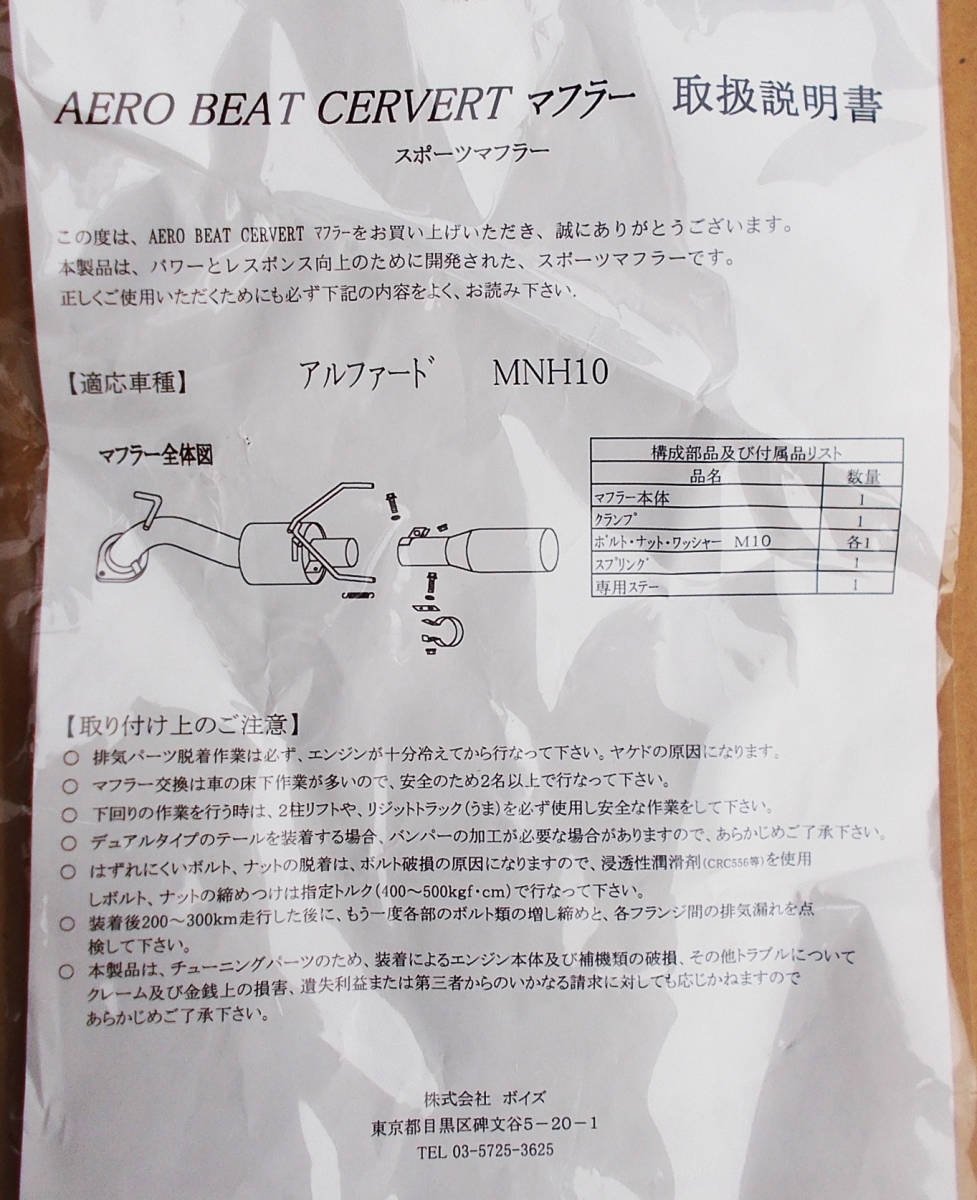 AERO BEAT CERVERT マフラー 取扱説明書
スポーツマフラー
この度は、AERO BEAT CERVERT ﾏﾌﾗｰをお買い上げいただき、誠にありがとうございます。
本製品は、パワーとレスポンス向上のために開発された、スポーツマフラーです。
正しくご使用いただくためにも必ず下記の内容をよく、お読み下さい.
【適応車種】 アルファード MNH10
マフラー全体図
構成部品及び付属品リスト
品名 数量
マフラー本体 1
クランプ 1
ボルト・ナット・ワッシャー M10 各1
スプリング 1
専用ステー 1
【取り付け上のご注意】
○ 排気パーツ脱着作業は必ず、エンジンが十分冷えてから行なって下さい。ヤケドの原因になります。
○ マフラー交換は車の床下作業が多いので、安全のため2名以上で行なって下さい。
○ 下回りの作業を行う時は、2柱リフトや、リジットトラック(うま)を必ず使用し安全な作業をして下さい。
○ デュアルタイプのテールを装着する場合、バンパーの加工が必要な場合がありますので、あらかじめご了承下さい。
○ はずれにくいボルト、ナットの脱着は、ボルト破損の原因になりますので、浸透性潤滑剤(CRC556等)を使用
しボルト、ナットの締めつけは指定トルク(400～500kgf・cm)で行なって下さい。
○ 装着後200～300km走行した後に、もう一度各部のボルト類の増し締めと、各フランジ間の排気漏れを点
検して下さい。
○ 本製品は、チューニングパーツのため、装着によるエンジン本体及び補機類の破損、その他トラブルについて
クレーム及び金銭上の損害、遺失利益または第三者からのいかなる請求に対しても応じかねますので
あらかじめご了承下さい。
株式会社 ボイズ
東京都目黒区碑文谷5－20－1
TEL 03-5725-3625